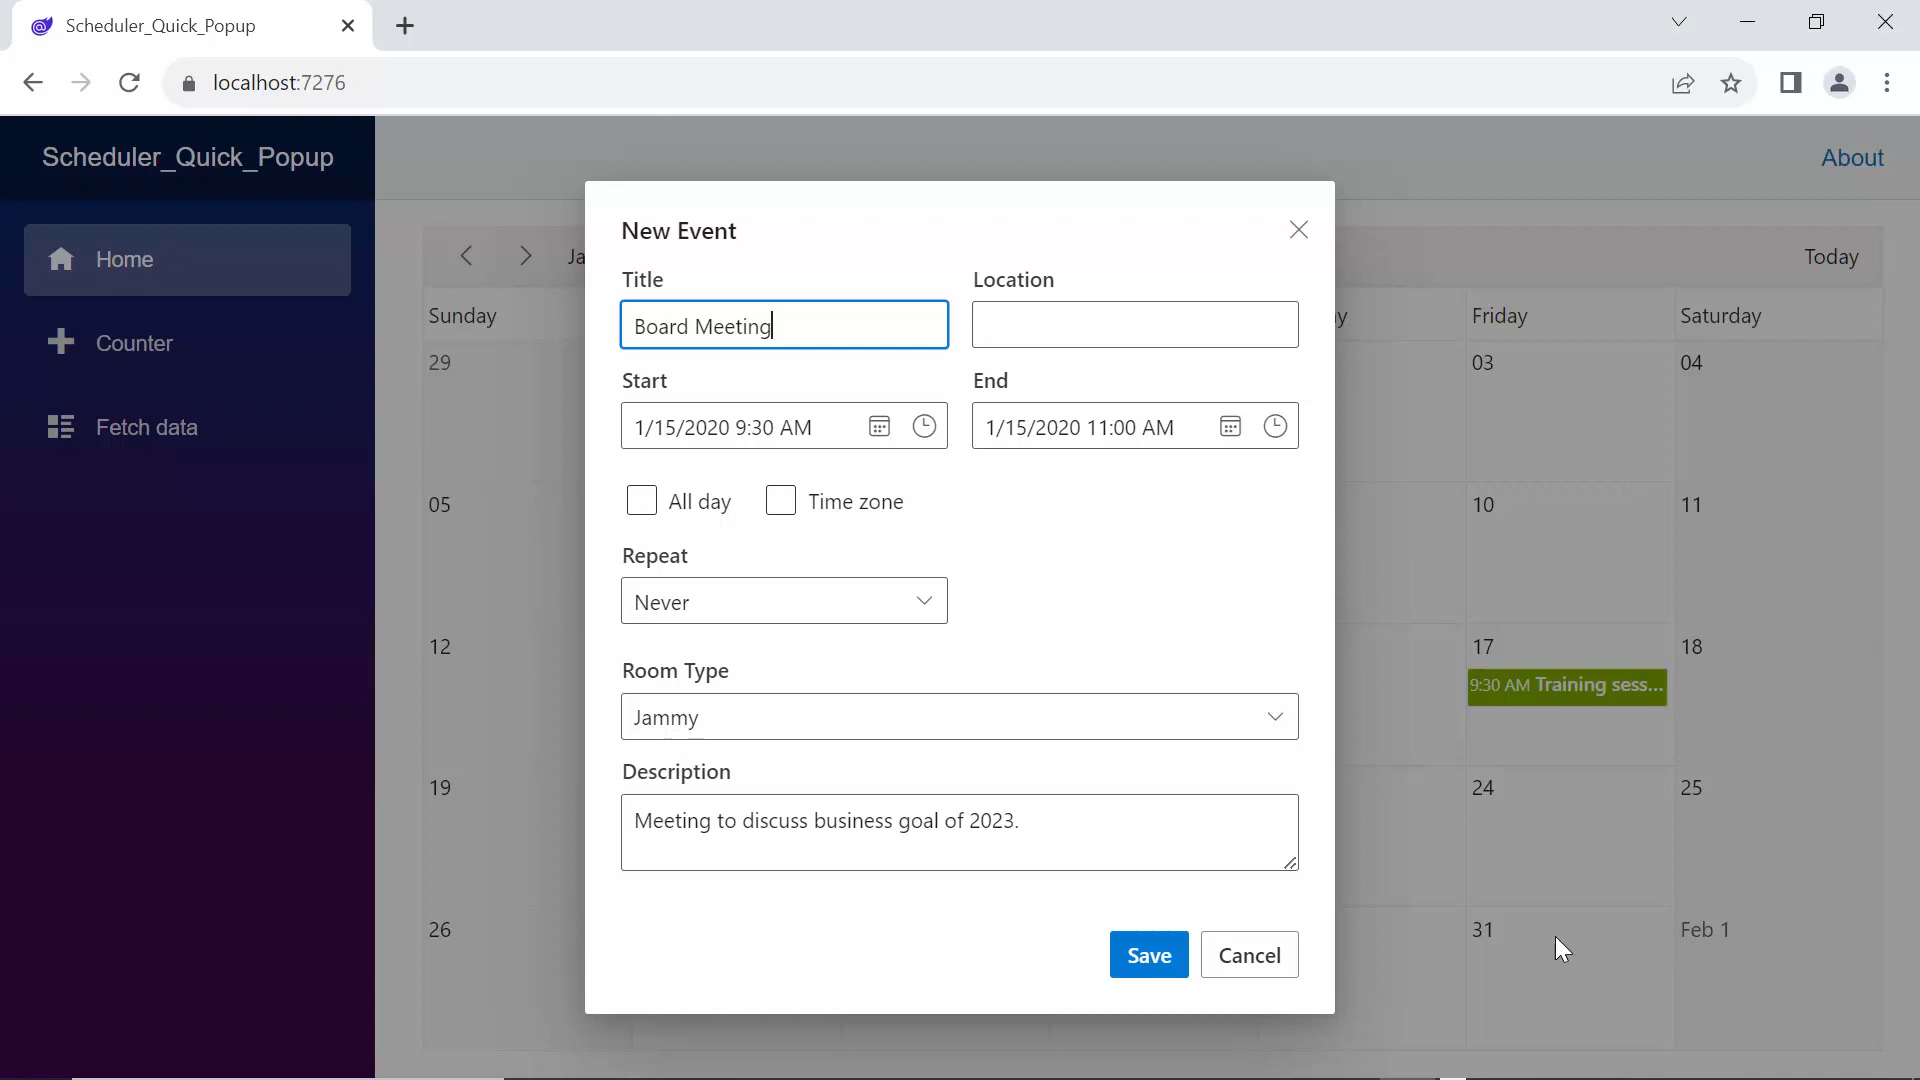 Scheduler_Quick_Popup
localhost:7276
Scheduler_Quick_Popup
About
Home
Counter
Fetch data
Ja
Today
Sunday
y
Friday
Saturday
29
03
04
05
10
11
12
17
18
9:30 AM Training sess...
19
24
25
26
31
Feb 1
New Event
Title
Location
Board Meeting
Start
End
1/15/2020 9:30 AM
1/15/2020 11:00 AM
All day
Time zone
Repeat
Never
Room Type
Jammy
Description
Meeting to discuss business goal of 2023.
Save
Cancel